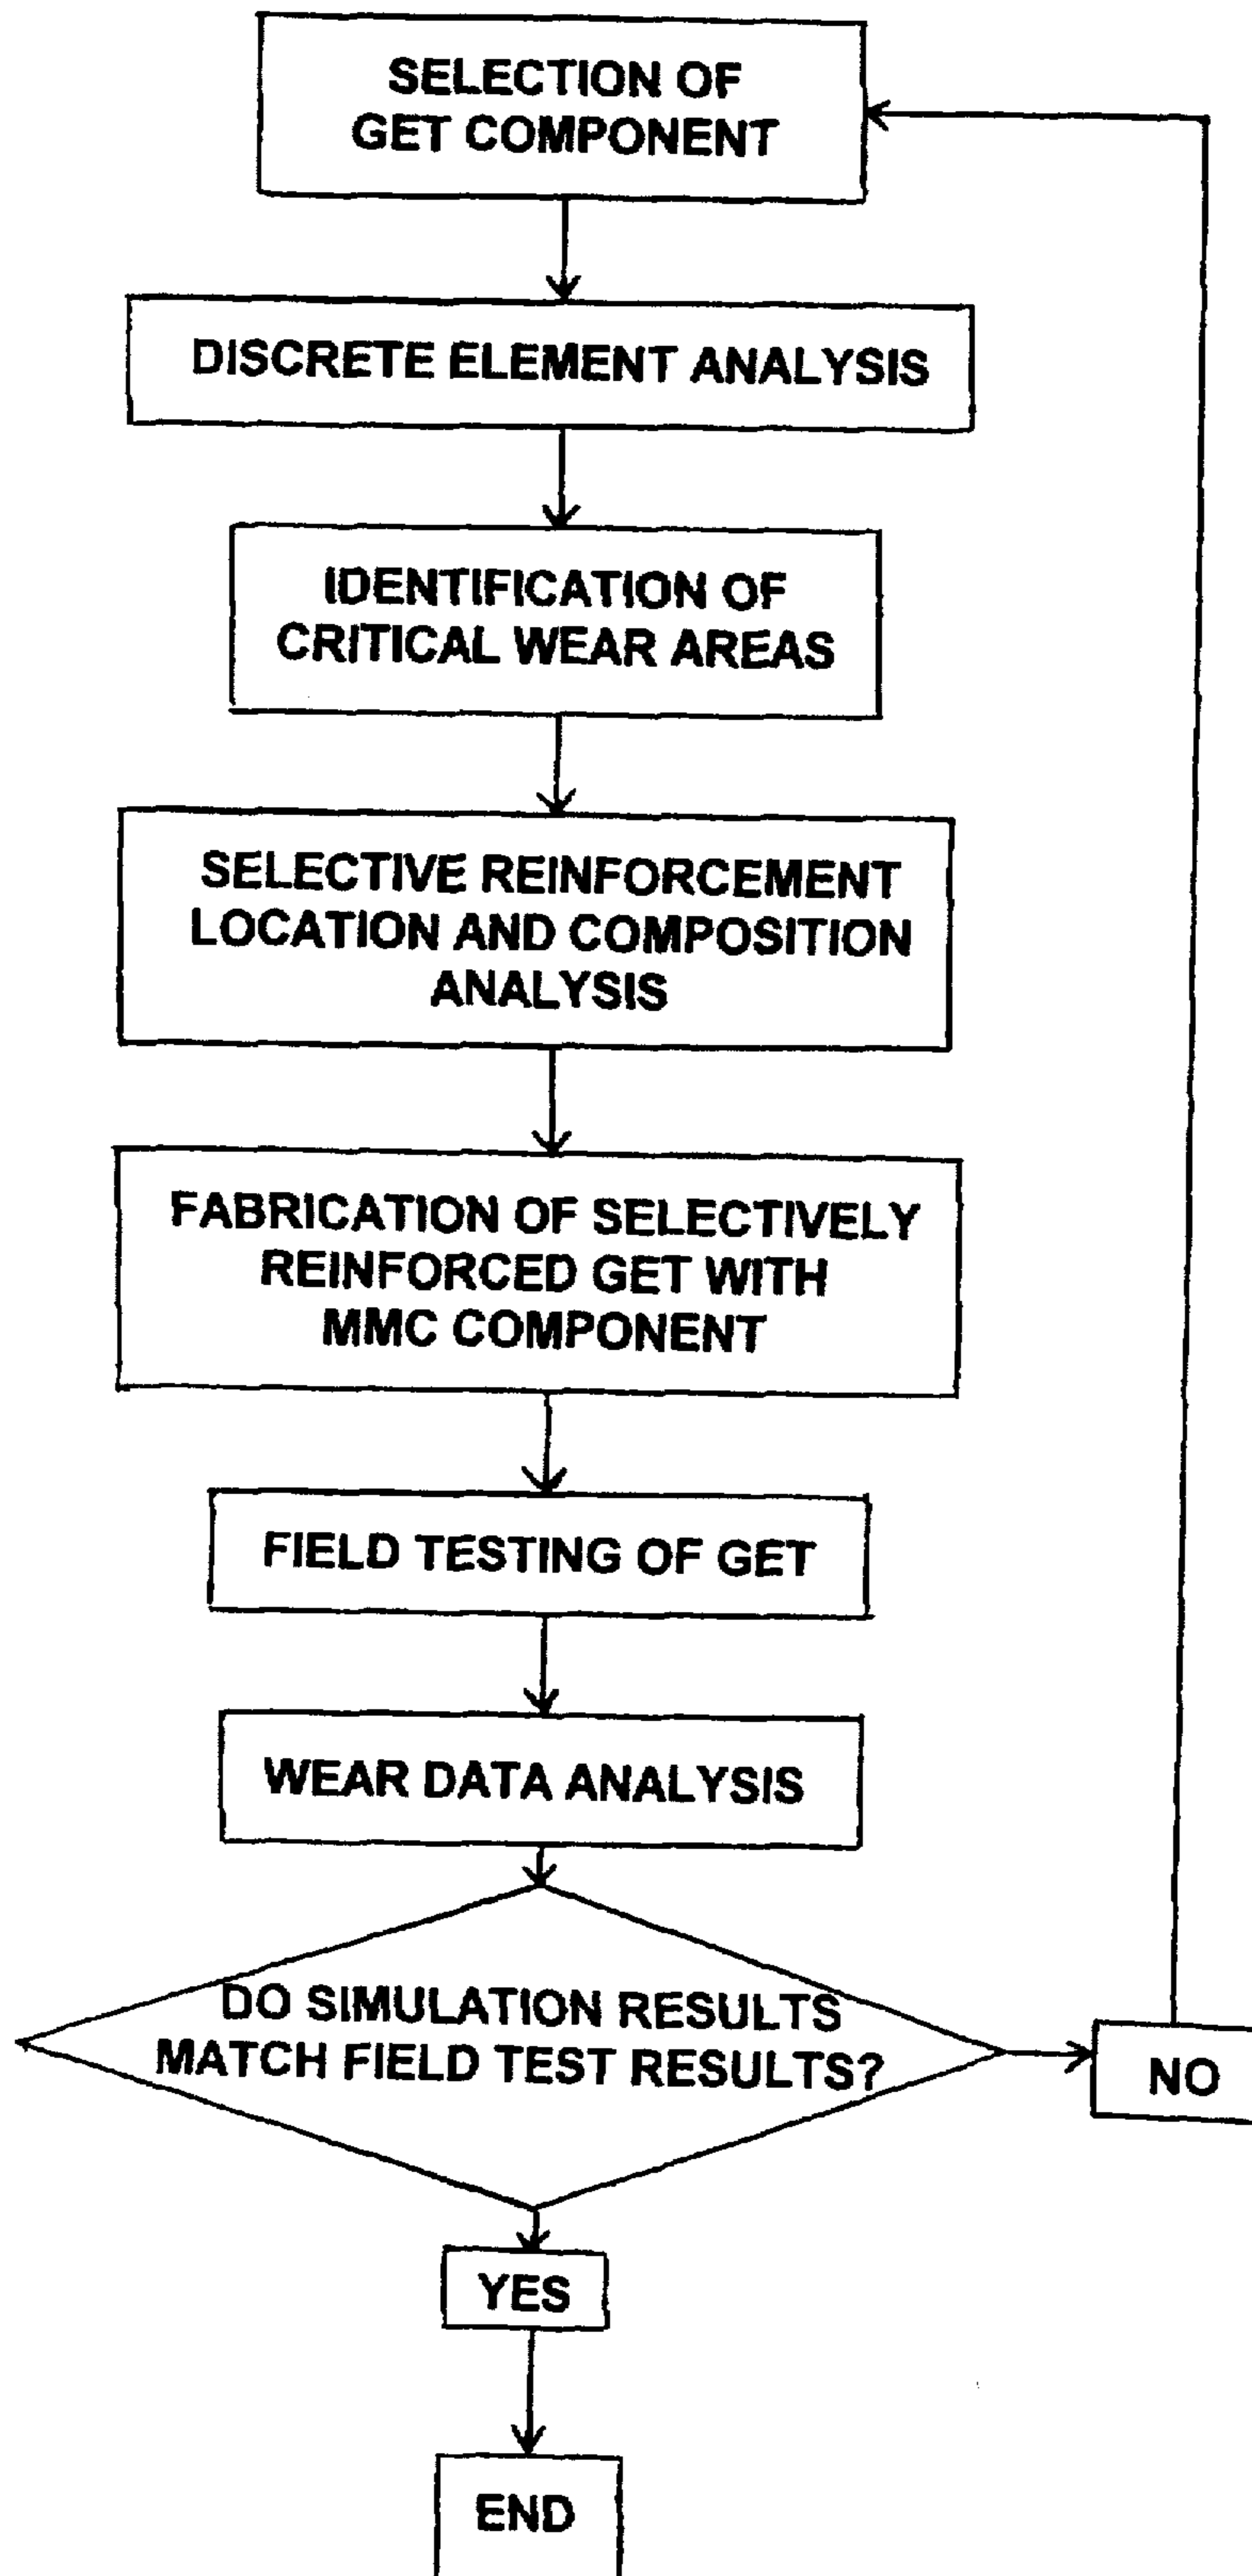 SELECTION OF
GET COMPONENT
DISCRETE ELEMENT ANALYSIS
IDENTIFICATION OF
CRITICAL WEAR AREAS
SELECTIVE REINFORCEMENT
LOCATION AND COMPOSITION
ANALYSIS
FABRICATION OF SELECTIVELY
REINFORCED GET WITH
MMC COMPONENT
FIELD TESTING OF GET
WEAR DATA ANALYSIS
DO SIMULATION RESULTS
MATCH FIELD TEST RESULTS?
NO
YES
END